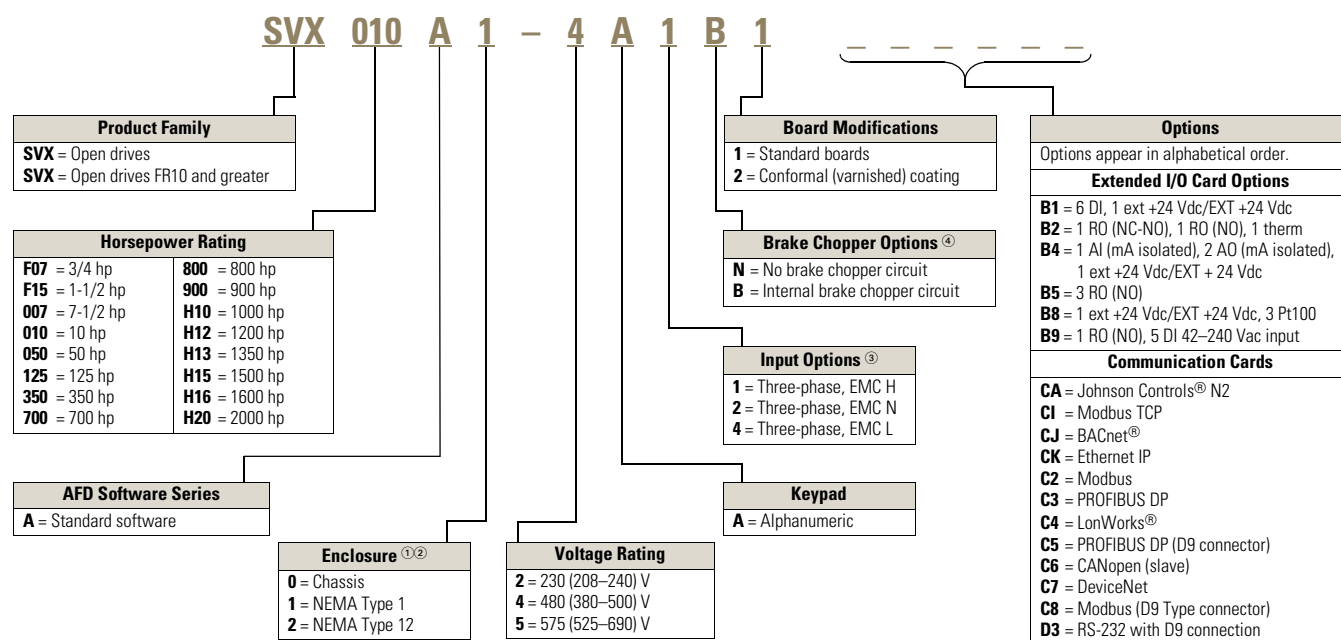 SVX 010 A 1 – 4 A 1 B 1 _ _ _ _ _ _
Product Family
SVX = Open drives
SVX = Open drives FR10 and greater
Horsepower Rating
F07 = 3/4 hp
F15 = 1-1/2 hp
007 = 7-1/2 hp
010 = 10 hp
050 = 50 hp
125 = 125 hp
350 = 350 hp
700 = 700 hp
800 = 800 hp
900 = 900 hp
H10 = 1000 hp
H12 = 1200 hp
H13 = 1350 hp
H15 = 1500 hp
H16 = 1600 hp
H20 = 2000 hp
AFD Software Series
A = Standard software
Enclosure ①②
0 = Chassis
1 = NEMA Type 1
2 = NEMA Type 12
Voltage Rating
2 = 230 (208–240) V
4 = 480 (380–500) V
5 = 575 (525–690) V
Board Modifications
1 = Standard boards
2 = Conformal (varnished) coating
Brake Chopper Options ④
N = No brake chopper circuit
B = Internal brake chopper circuit
Input Options ③
1 = Three-phase, EMC H
2 = Three-phase, EMC N
4 = Three-phase, EMC L
Keypad
A = Alphanumeric
Options
Options appear in alphabetical order.
Extended I/O Card Options
B1 = 6 DI, 1 ext +24 Vdc/EXT +24 Vdc
B2 = 1 RO (NC-NO), 1 RO (NO), 1 therm
B4 = 1 AI (mA isolated), 2 AO (mA isolated),
1 ext +24 Vdc/EXT + 24 Vdc
B5 = 3 RO (NO)
B8 = 1 ext +24 Vdc/EXT +24 Vdc, 3 Pt100
B9 = 1 RO (NO), 5 DI 42–240 Vac input
Communication Cards
CA = Johnson Controls® N2
CI = Modbus TCP
CJ = BACnet®
CK = Ethernet IP
C2 = Modbus
C3 = PROFIBUS DP
C4 = LonWorks®
C5 = PROFIBUS DP (D9 connector)
C6 = CANopen (slave)
C7 = DeviceNet
C8 = Modbus (D9 Type connector)
D3 = RS-232 with D9 connection